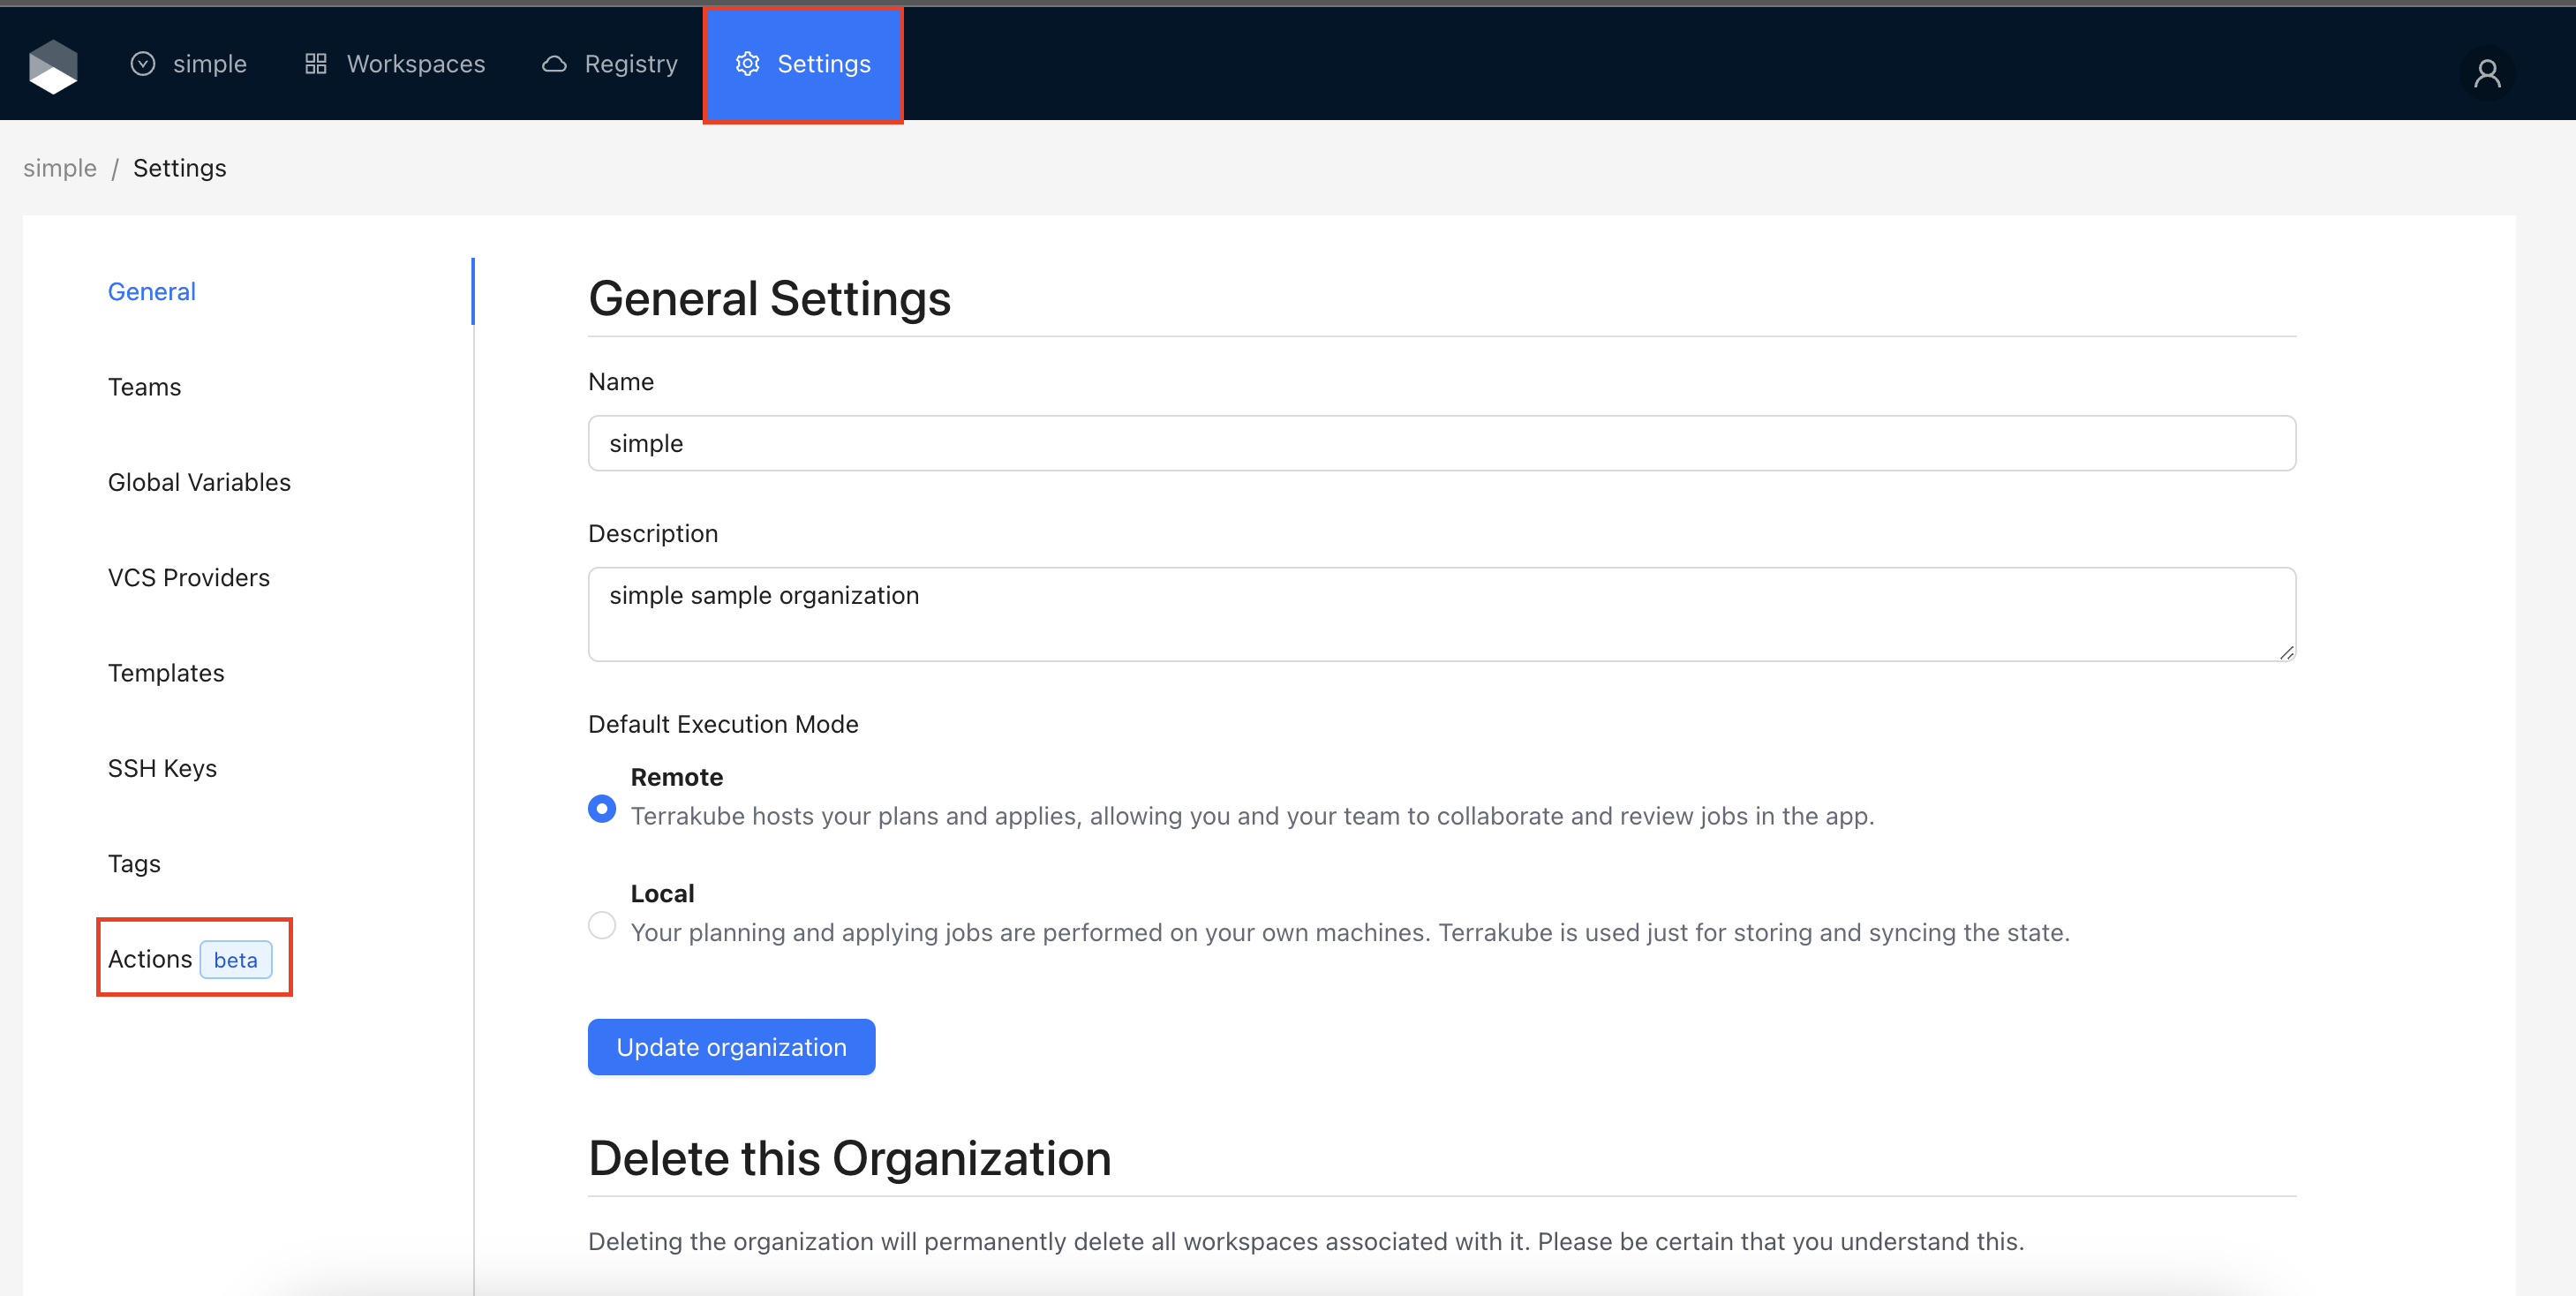 simple Workspaces Registry Settings
simple / Settings
General
Teams
Global Variables
VCS Providers
Templates
SSH Keys
Tags
Actions beta
General Settings
Name
simple
Description
simple sample organization
Default Execution Mode
Remote
Terrakube hosts your plans and applies, allowing you and your team to collaborate and review jobs in the app.
Local
Your planning and applying jobs are performed on your own machines. Terrakube is used just for storing and syncing the state.
Update organization
Delete this Organization
Deleting the organization will permanently delete all workspaces associated with it. Please be certain that you understand this.